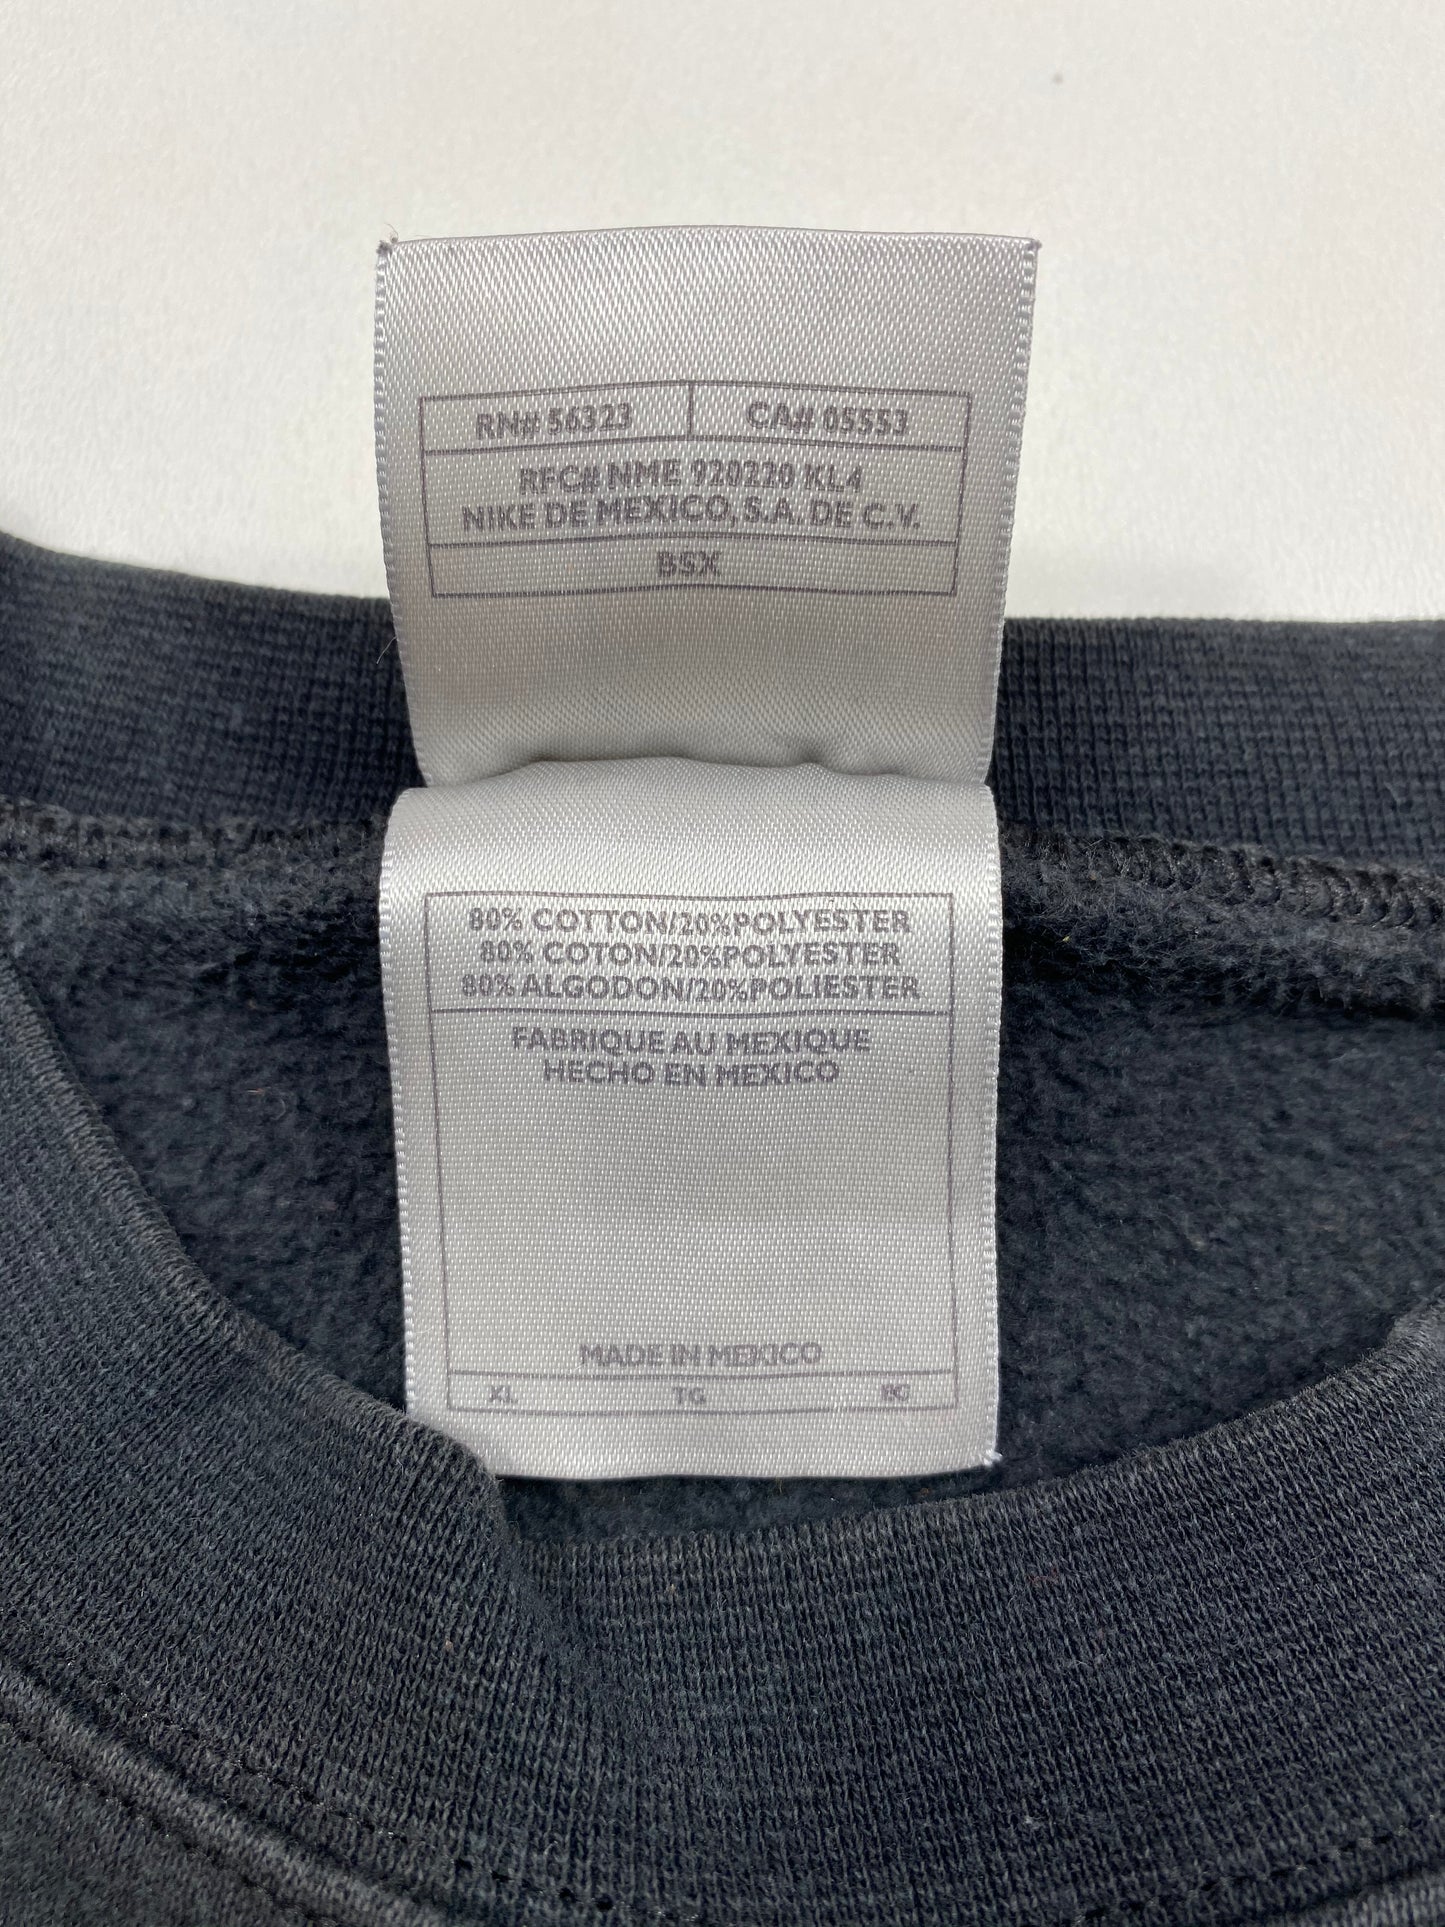 RN# 56323 CA# 05553
RFC# NME 920220 KL4
NIKE DE MEXICO, S.A. DE C.V.
BSX
80% COTTON/20%POLYESTER
80% COTON/20%POLYESTER
80% ALGODON/20%POLIESTER
FABRIQUE AU MEXIQUE
HECHO EN MEXICO
MADE IN MEXICO
XL TG